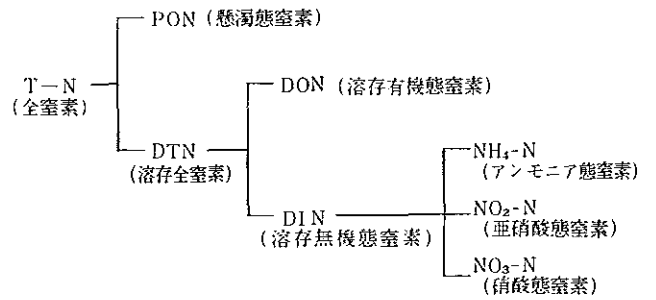 PON (懸濁態窒素)
T-N
(全窒素)
DON (溶存有機態窒素)
DTN
(溶存全窒素)
NH₄-N
(アンモニア態窒素)
DIN
(溶存無機態窒素)
NO₂-N
(亜硝酸態窒素)
NO₃-N
(硝酸態窒素)